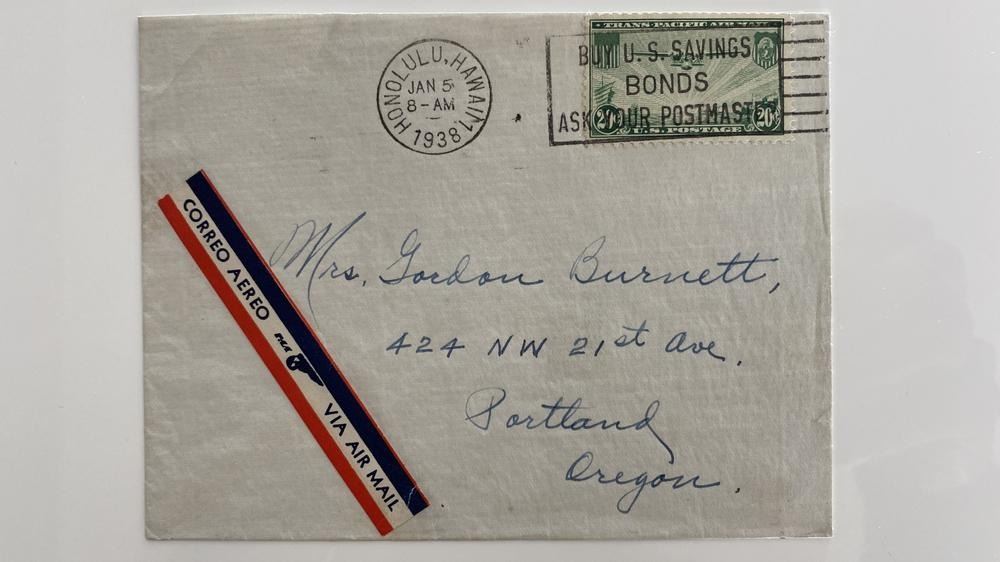 HONOLULU, HAWAII
JAN 5
8-AM
1938
TRANS-PACIFIC AIR MAIL
BUY U. S. SAVINGS
BONDS
ASK YOUR POSTMASTER
20¢ 20¢
U.S. POSTAGE
CORREO AEREO
PAA
VIA AIR MAIL
Mrs. Gordon Burnett,
424 NW 21st Ave.
Portland
Oregon.